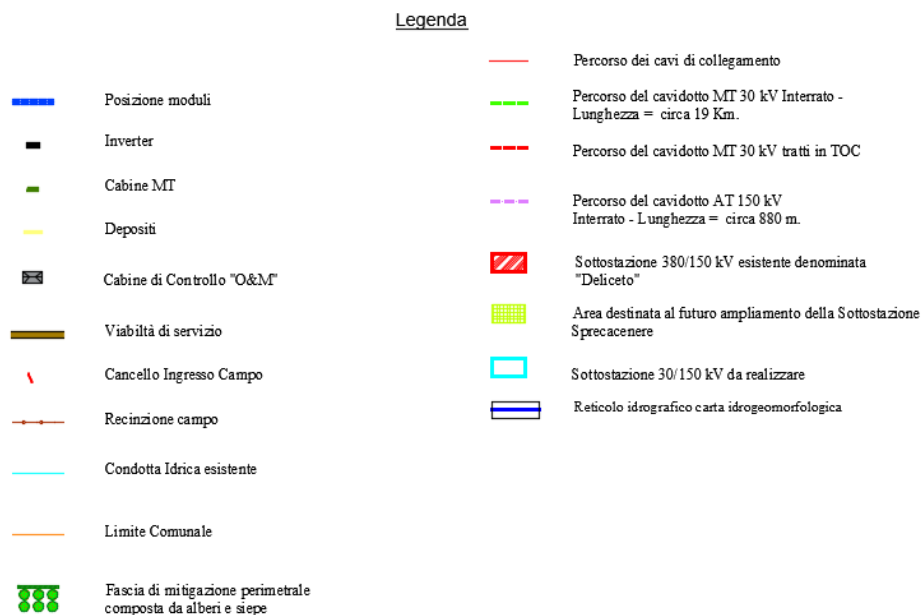 Legenda
Posizione moduli
Inverter
Cabine MT
Depositi
Cabine di Controllo "O&M"
Viabiltà di servizio
Cancello Ingresso Campo
Recinzione campo
Condotta Idrica esistente
Limite Comunale
Fascia di mitigazione perimetrale
composta da alberi e siepe
Percorso dei cavi di collegamento
Percorso del cavidotto MT 30 kV Interrato -
Lunghezza = circa 19 Km.
Percorso del cavidotto MT 30 kV tratti in TOC
Percorso del cavidotto AT 150 kV
Interrato - Lunghezza = circa 880 m.
Sottostazione 380/150 kV esistente denominata
"Deliceto"
Area destinata al futuro ampliamento della Sottostazione
Sprecacenere
Sottostazione 30/150 kV da realizzare
Reticolo idrografico carta idrogeomorfologica